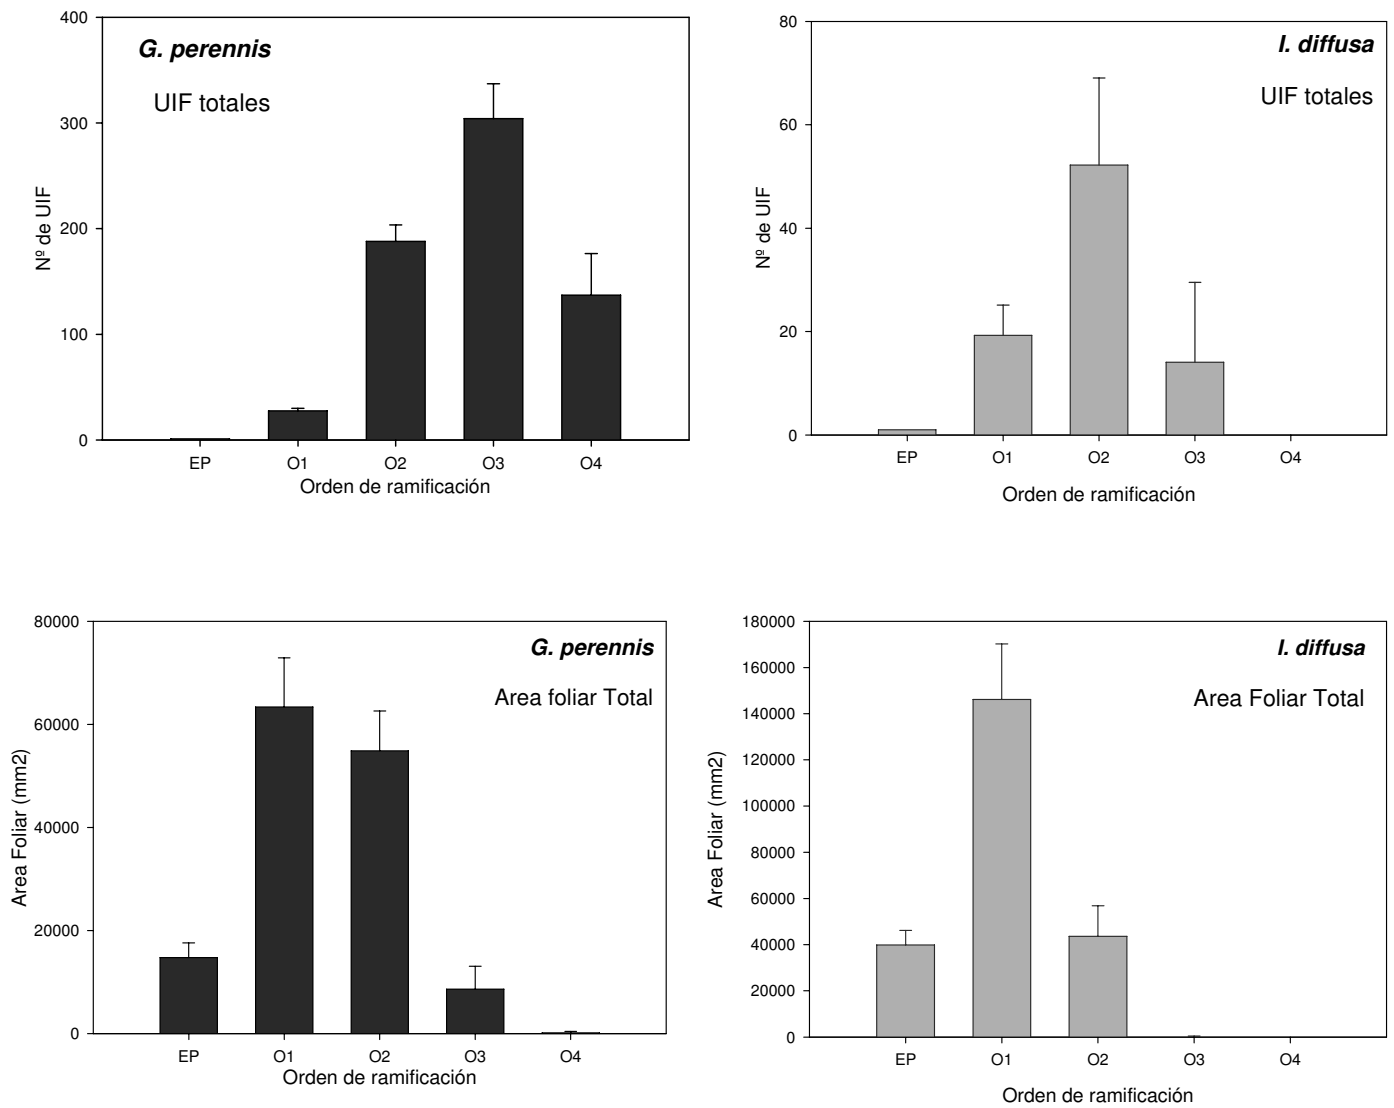 G. perennis
UIF totales
Nº de UIF
400
300
200
100
0
EP O1 O2 O3 O4
Orden de ramificación
I. diffusa
UIF totales
Nº de UIF
80
60
40
20
0
EP O1 O2 O3 O4
Orden de ramificación
G. perennis
Area foliar Total
Area Foliar (mm2)
80000
60000
40000
20000
0
EP O1 O2 O3 O4
Orden de ramificación
I. diffusa
Area Foliar Total
Area Foliar (mm2)
180000
160000
140000
120000
100000
80000
60000
40000
20000
0
EP O1 O2 O3 O4
Orden de ramificación